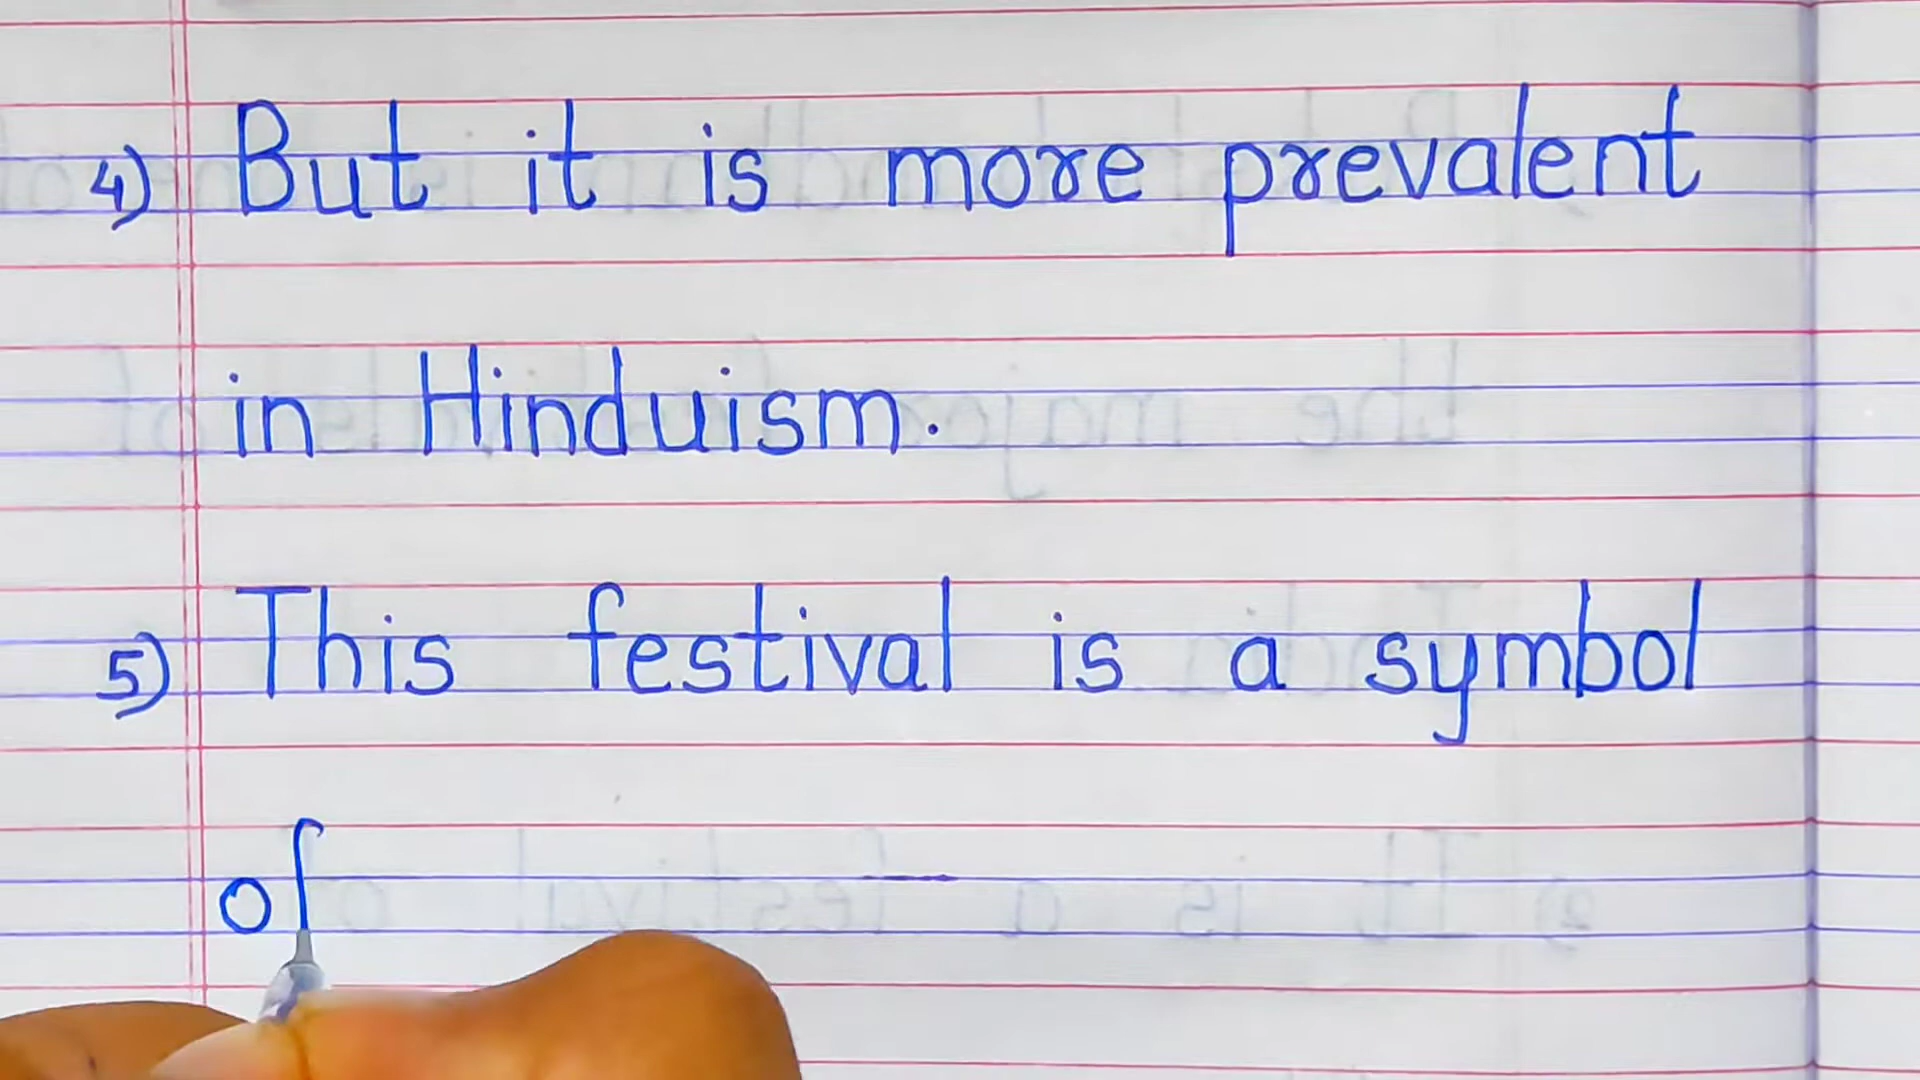 4) But it is more prevalent
in Hinduism.
5) This festival is a symbol
of